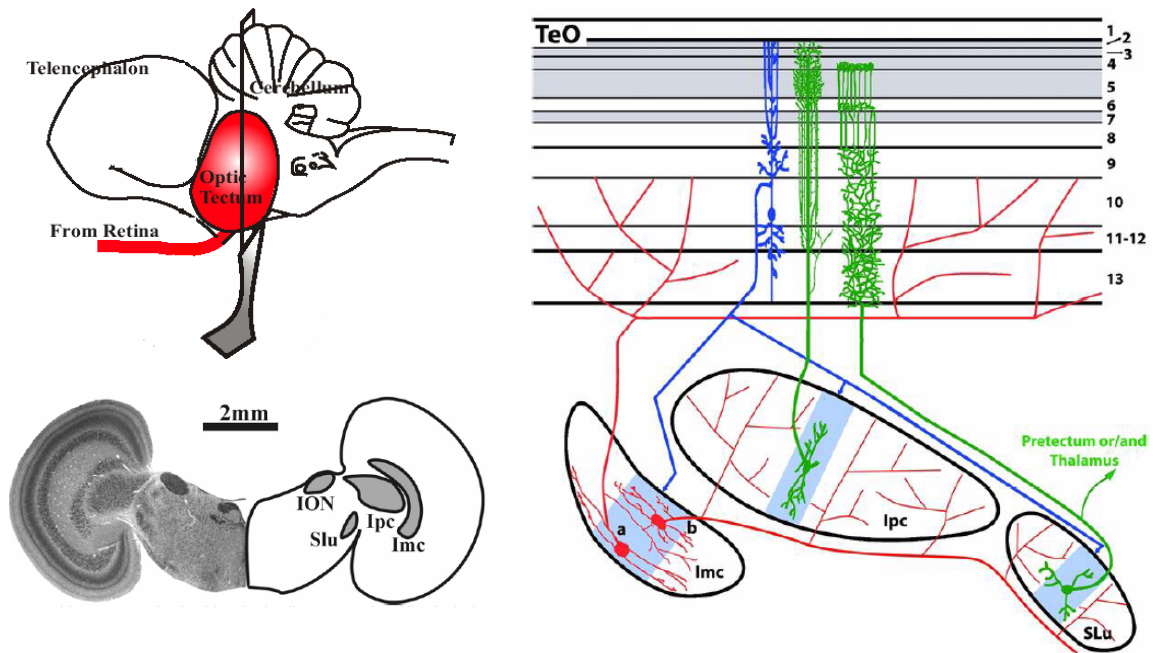 Telencephalon
Cerebellum
Optic
Tectum
From Retina
2mm
ION
Ipc
Slu
Imc
TeO
1
2
3
4
5
6
7
8
9
10
11-12
13
Pretectum or/and
Thalamus
a
b
Ipc
Imc
SLu